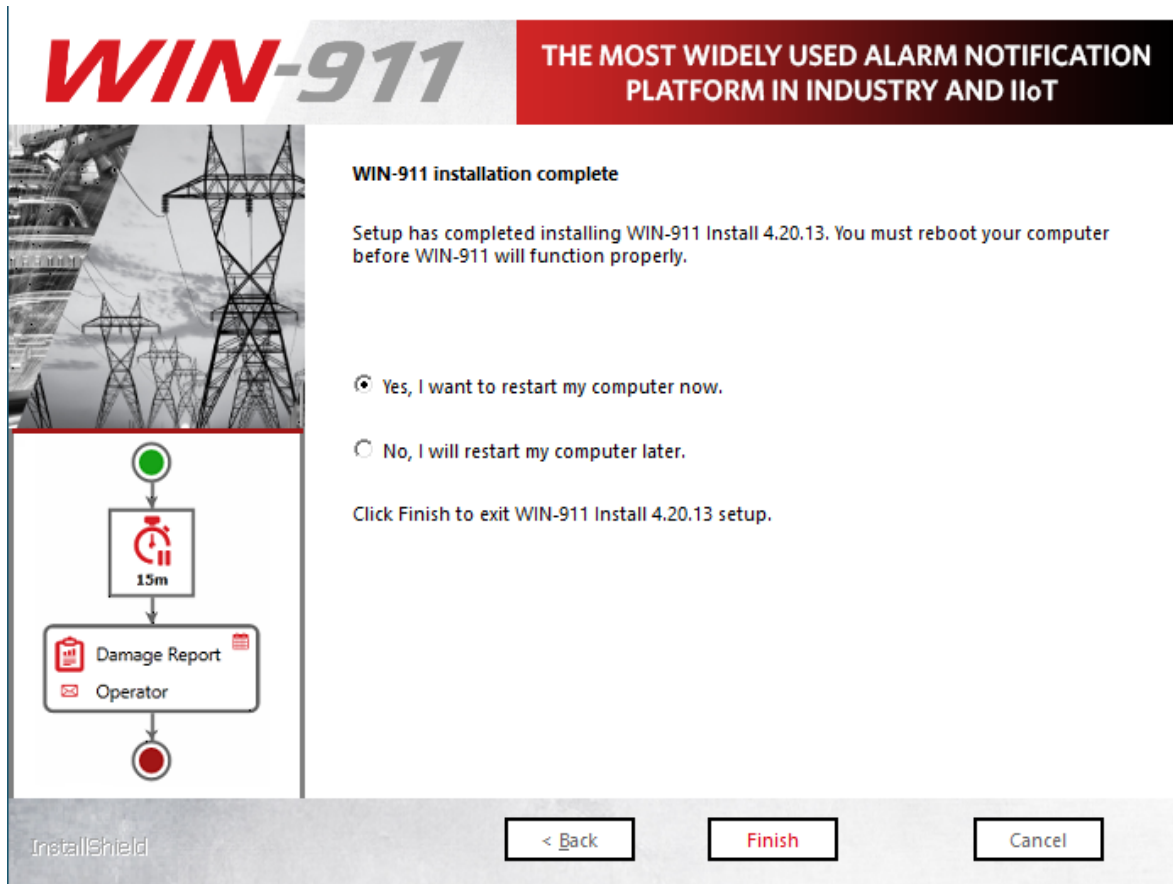 WIN-911
THE MOST WIDELY USED ALARM NOTIFICATION
PLATFORM IN INDUSTRY AND IIoT
WIN-911 installation complete
Setup has completed installing WIN-911 Install 4.20.13. You must reboot your computer
before WIN-911 will function properly.
Yes, I want to restart my computer now.
No, I will restart my computer later.
Click Finish to exit WIN-911 Install 4.20.13 setup.
15m
Damage Report
Operator
InstallShield
< Back
Finish
Cancel